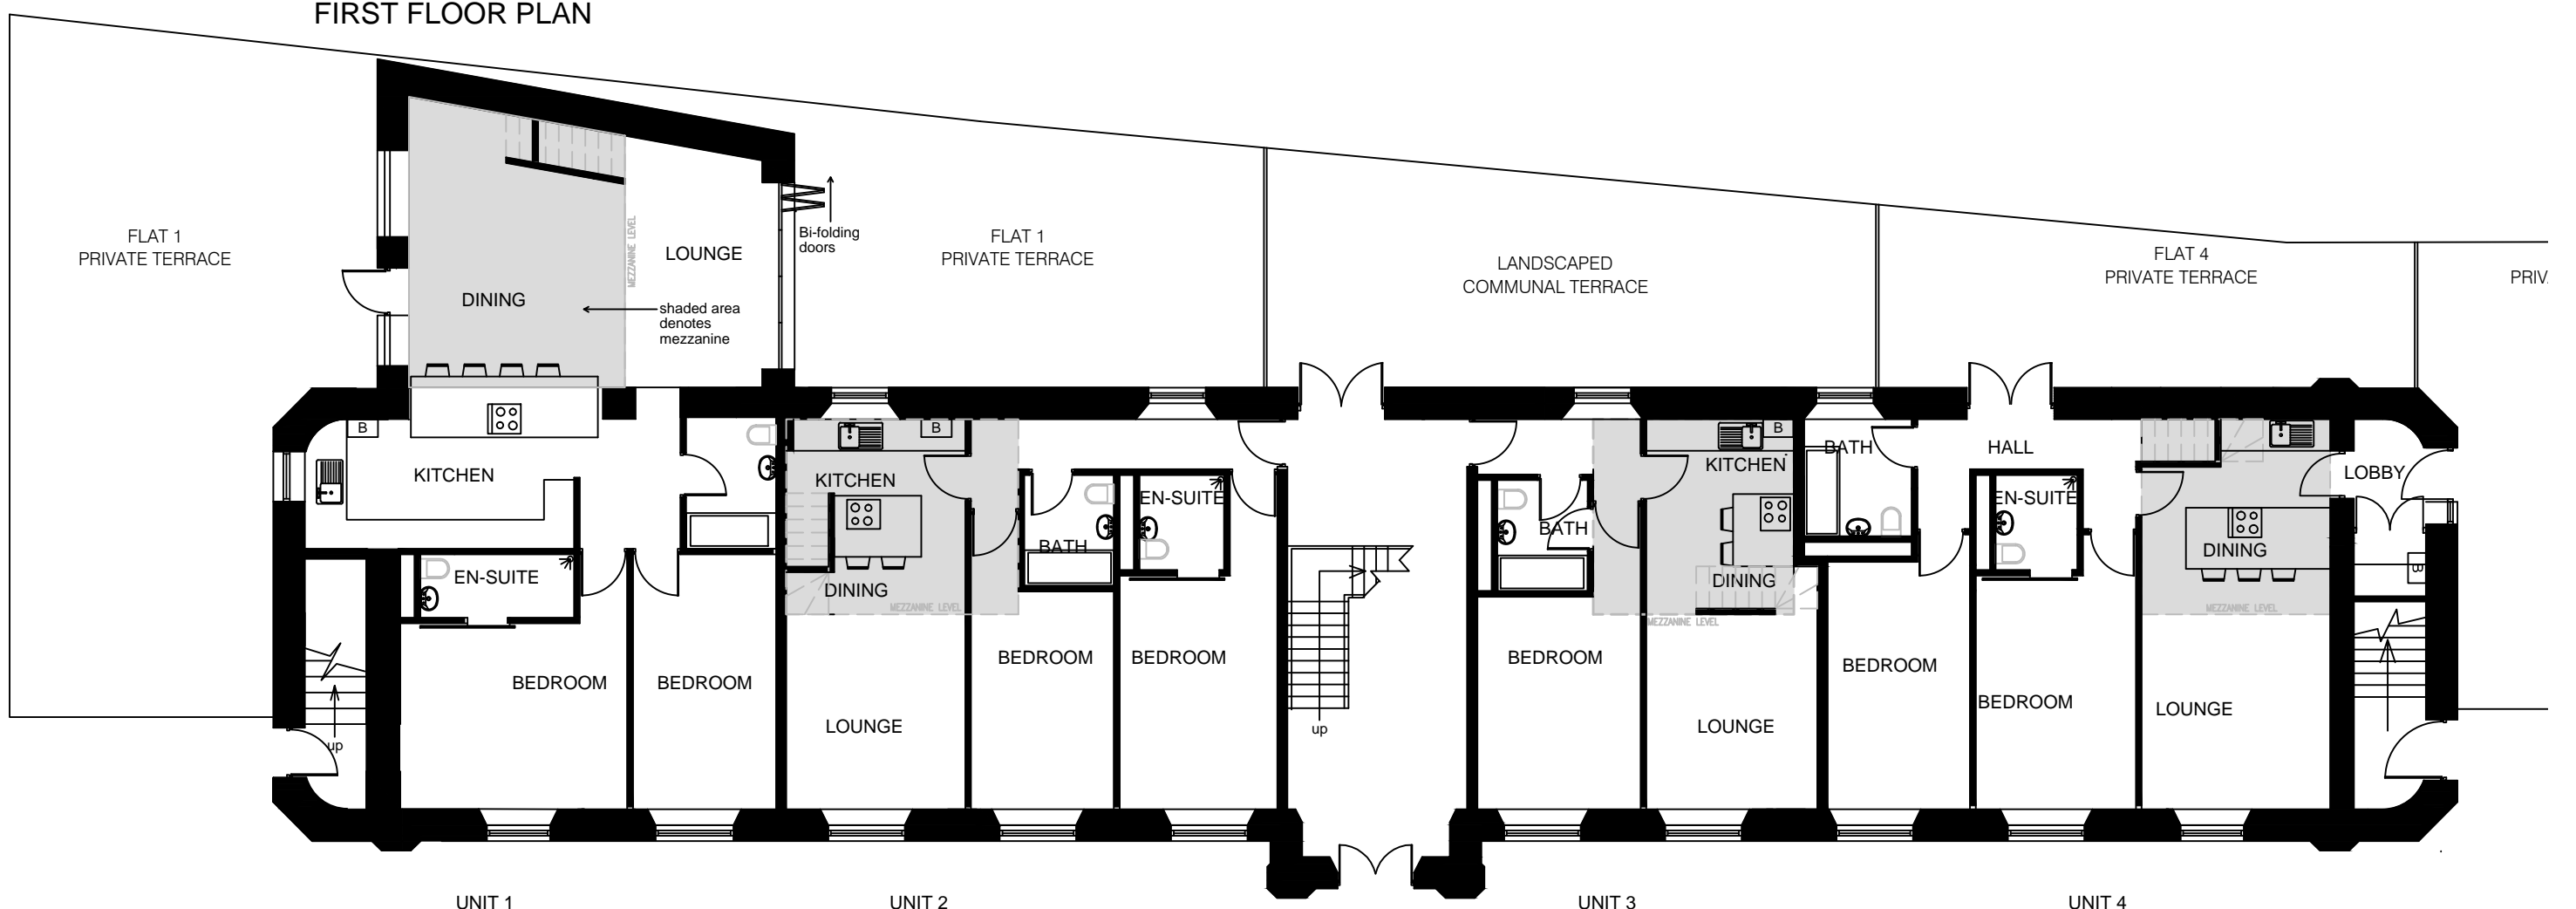 FIRST FLOOR PLAN
FLAT 1
PRIVATE TERRACE
DINING
MEZZANINE LEVEL
LOUNGE
shaded area
denotes
mezzanine
Bi-folding
doors
FLAT 1
PRIVATE TERRACE
LANDSCAPED
COMMUNAL TERRACE
FLAT 4
PRIVATE TERRACE
PRIV
B
KITCHEN
EN-SUITE
BEDROOM
BEDROOM
up
B
KITCHEN
DINING
MEZZANINE LEVEL
LOUNGE
BATH
EN-SUITE
BEDROOM
BEDROOM
up
BATH
BEDROOM
B
KITCHEN
DINING
MEZZANINE LEVEL
LOUNGE
BATH
HALL
EN-SUITE
BEDROOM
BEDROOM
DINING
MEZZANINE LEVEL
LOUNGE
LOBBY
B
UNIT 1
UNIT 2
UNIT 3
UNIT 4